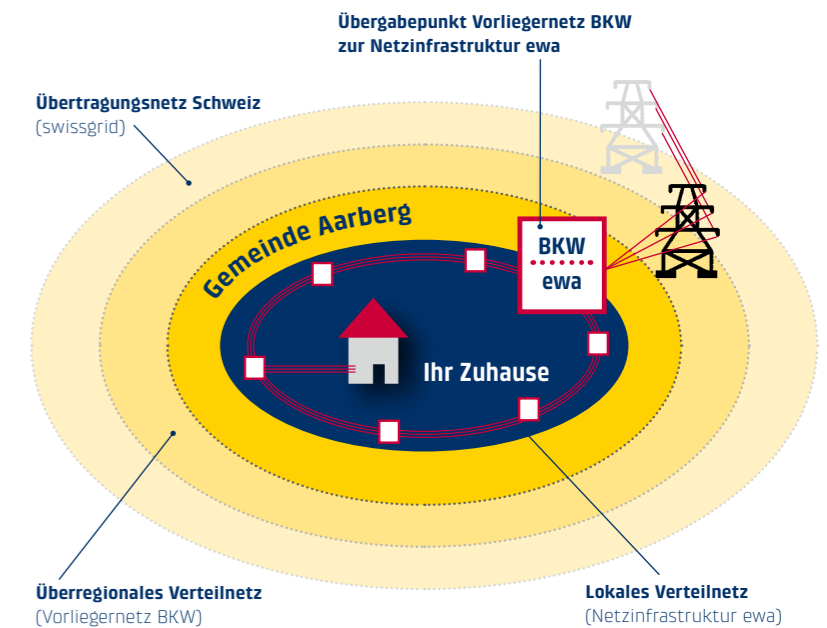 Übergabepunkt Vorliegernetz BKW
zur Netzinfrastruktur ewa
Übertragungsnetz Schweiz
(swissgrid)
Gemeinde Aarberg
BKW
ewa
Ihr Zuhause
Überregionales Verteilnetz
(Vorliegernetz BKW)
Lokales Verteilnetz
(Netzinfrastruktur ewa)